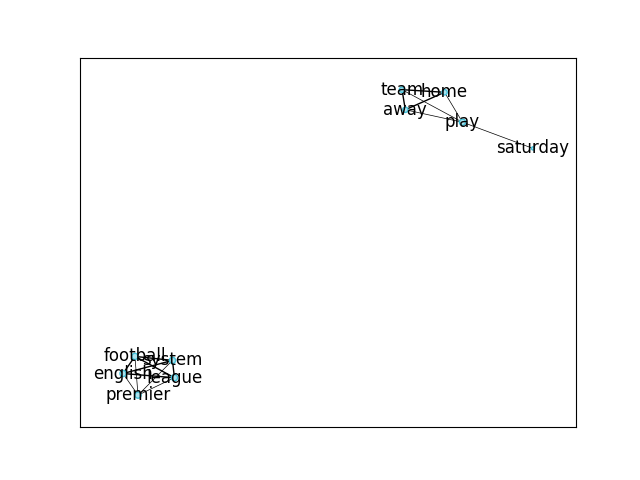 team home
away
play
saturday
football
system
english league
premier